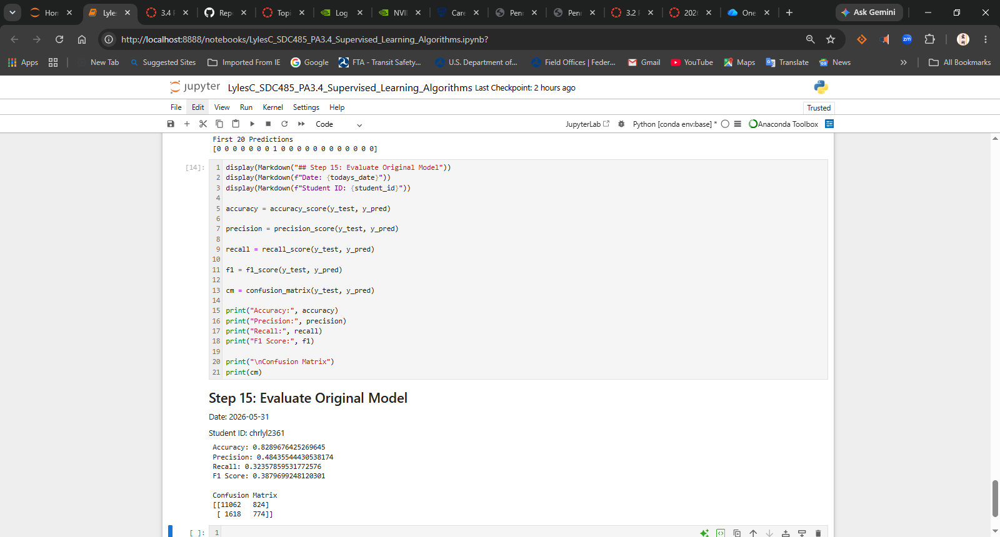 Hor
Lyles
3.4 F
Rep
Topi
Log
NVII
Care
Penr
Penr
3.2 P
202
One
Ask Gemini
http://localhost:8888/notebooks/LylesC_SDC485_PA3.4_Supervised_Learning_Algorithms.ipynb?
zm
Apps
New Tab
Suggested Sites
Imported From IE
Google
FTA - Transit Safety...
U.S. Department of...
Field Offices | Feder...
Gmail
YouTube
Maps
Translate
News
All Bookmarks
jupyter LylesC_SDC485_PA3.4_Supervised_Learning_Algorithms Last Checkpoint: 2 hours ago
File Edit View Run Kernel Settings Help
Trusted
Code
JupyterLab
Python [conda env:base] *
Anaconda Toolbox
First 20 Predictions
[0 0 0 0 0 0 0 1 0 0 0 0 0 0 0 0 0 0 0 0]
[14]:
1 display(Markdown("## Step 15: Evaluate Original Model"))
2 display(Markdown(f"Date: {todays_date}"))
3 display(Markdown(f"Student ID: {student_id}"))
4
5 accuracy = accuracy_score(y_test, y_pred)
6
7 precision = precision_score(y_test, y_pred)
8
9 recall = recall_score(y_test, y_pred)
10
11 f1 = f1_score(y_test, y_pred)
12
13 cm = confusion_matrix(y_test, y_pred)
14
15 print("Accuracy:", accuracy)
16 print("Precision:", precision)
17 print("Recall:", recall)
18 print("F1 Score:", f1)
19
20 print("\nConfusion Matrix")
21 print(cm)
Step 15: Evaluate Original Model
Date: 2026-05-31
Student ID: chrlyl2361
Accuracy: 0.8289676425269645
Precision: 0.48435544430538174
Recall: 0.32357859531772576
F1 Score: 0.3879699248120301
Confusion Matrix
[[11062 824]
[ 1618 774]]
[ ]:
1